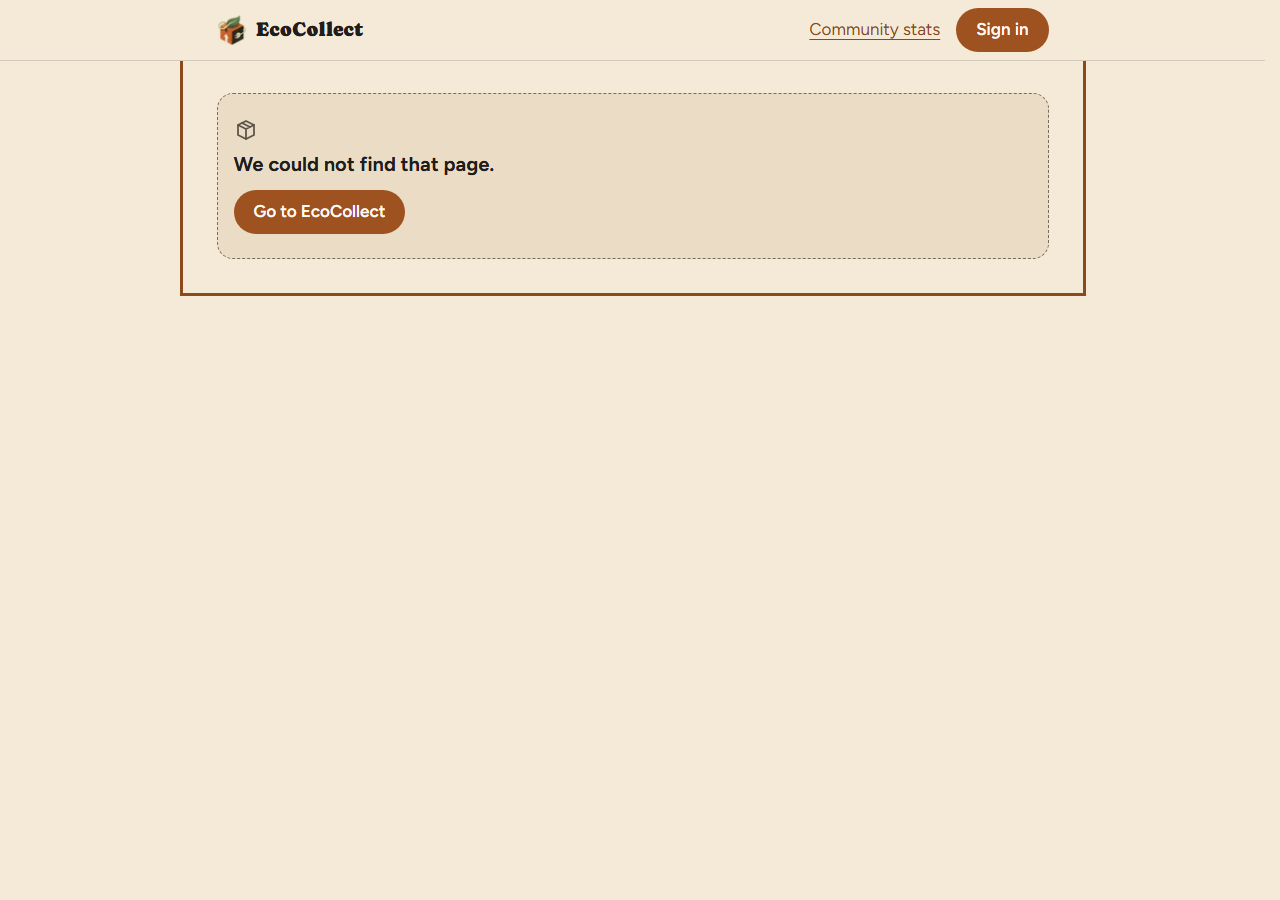 EcoCollect
Community stats
Sign in
We could not find that page.
Go to EcoCollect